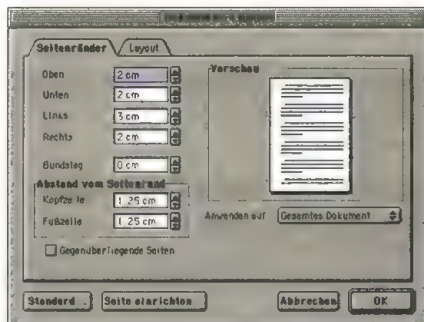 Seitenränder Layout
Oben 2 cm
Unten 2 cm
Links 3 cm
Rechts 2 cm
Bundsteg 0 cm
Abstand vom Seitenrand
Kopfzeile 1,25 cm
Fußzeile 1,25 cm
Gegenüberliegende Seiten
Vorschau
Anwenden auf Gesamtes Dokument
Standard... Seite einrichten... Abbrechen OK